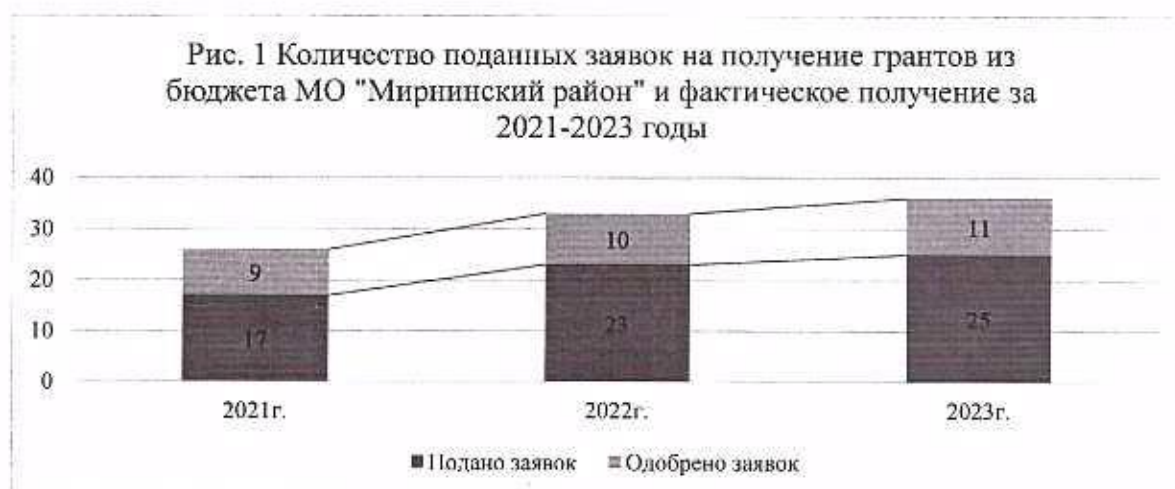 Рис. 1 Количество поданных заявок на получение грантов из
бюджета МО "Мирнинский район" и фактическое получение за
2021-2023 годы
40
30
20
10
0
9
17
10
23
11
25
2021г.
2022г.
2023г.
Подано заявок
Одобрено заявок